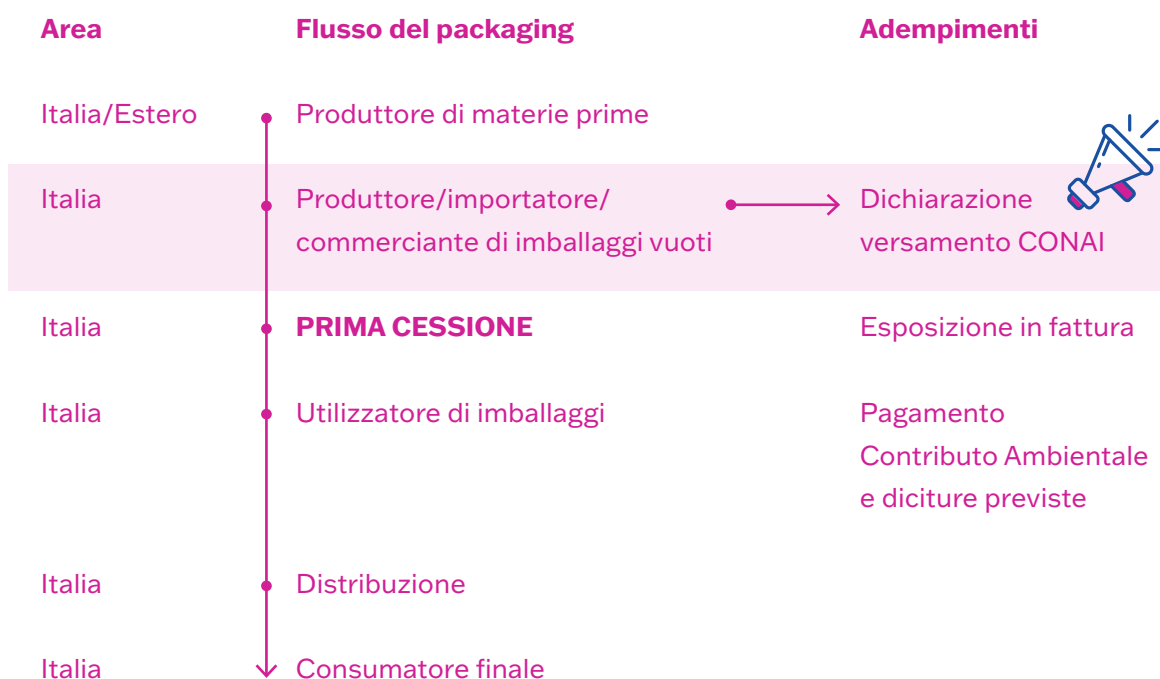 Area Flusso del packaging Adempimenti
Italia/Estero Produttore di materie prime
Italia Produttore/importatore/ Dichiarazione
commerciante di imballaggi vuoti versamento CONAI
Italia PRIMA CESSIONE Esposizione in fattura
Italia Utilizzatore di imballaggi Pagamento
Contributo Ambientale
e diciture previste
Italia Distribuzione
Italia Consumatore finale